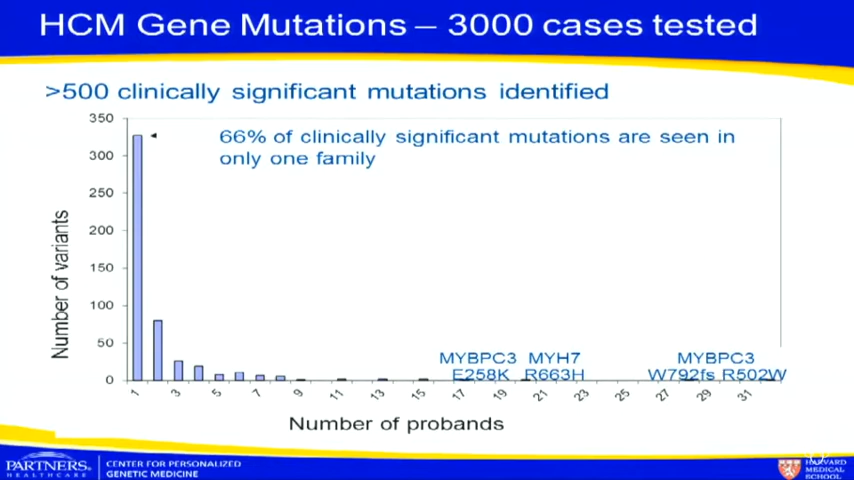 HCM Gene Mutations – 3000 cases tested
>500 clinically significant mutations identified
66% of clinically significant mutations are seen in
only one family
Number of variants
350
300
250
200
150
100
50
0
MYBPC3 MYH7 MYBPC3
E258K R663H W792fs R502W
1 3 5 7 9 11 13 15 17 19 21 23 25 27 29 31
Number of probands
PARTNERS. CENTER FOR PERSONALIZED
HEALTHCARE GENETIC MEDICINE
HARVARD
MEDICAL
SCHOOL